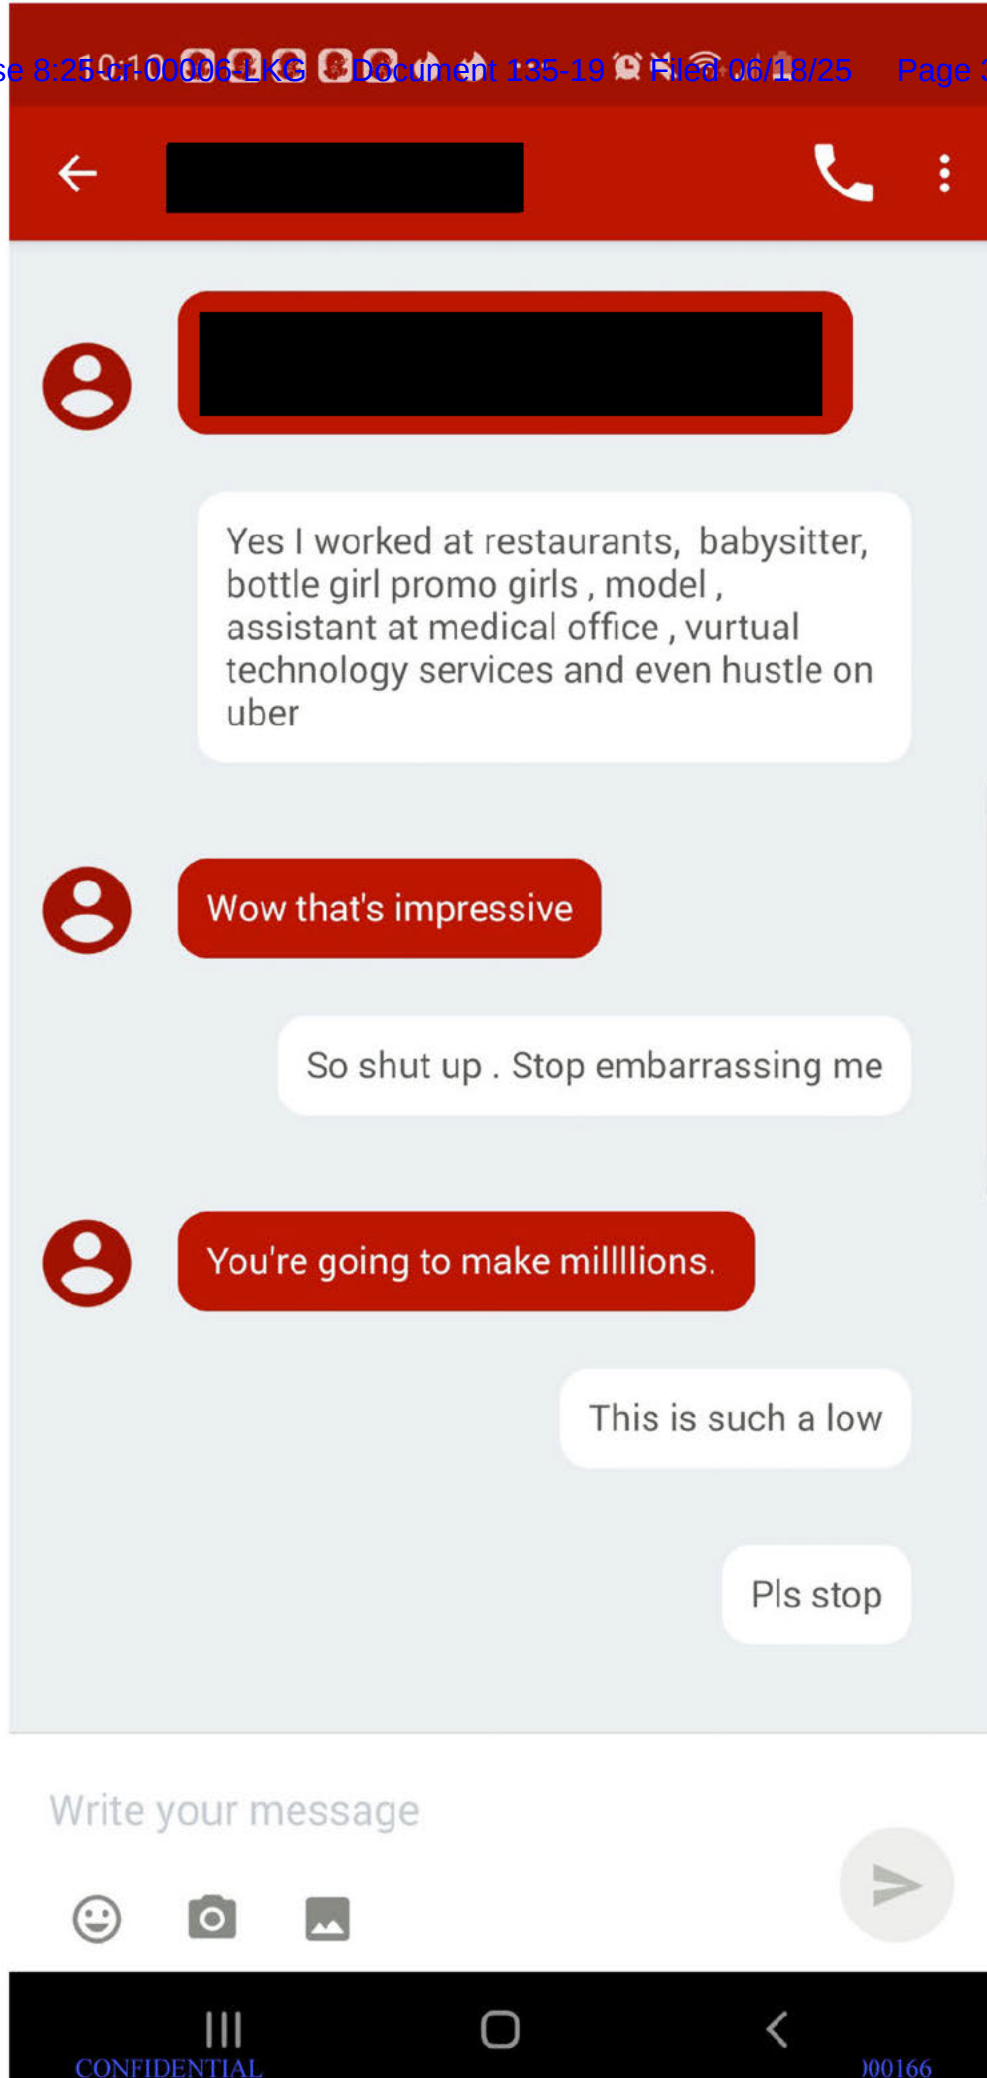 se 8:25-cr-00006-LKG Document 135-19 Filed 06/18/25 Page 3
Yes I worked at restaurants, babysitter,
bottle girl promo girls , model ,
assistant at medical office , vurtual
technology services and even hustle on
uber
Wow that's impressive
So shut up . Stop embarrassing me
You're going to make millllions.
This is such a low
Pls stop
Write your message
CONFIDENTIAL 000166